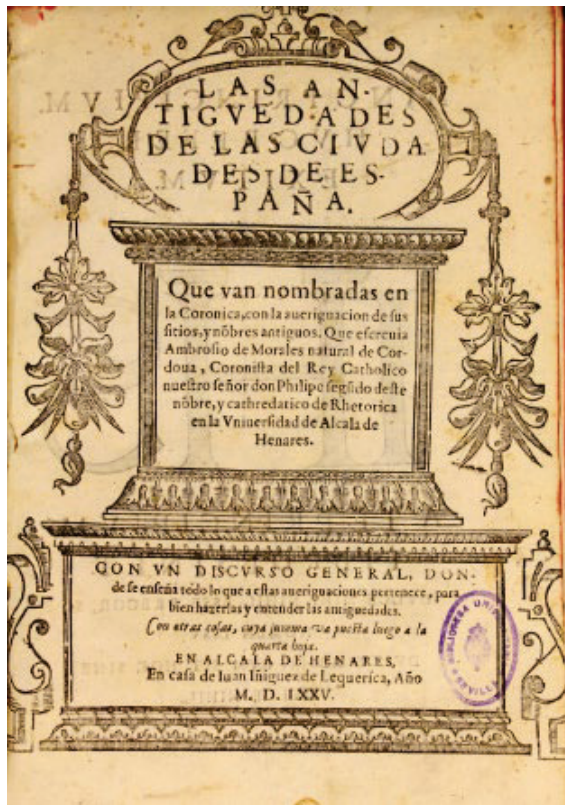 LAS AN-
TIGVEDADES
DE LAS CIVDA
DES DE ES-
PAÑA.
Que van nombradas en
la Coronica, con la aueriguacion de sus
sitios, y nõbres antiguos. Que escreuia
Ambrosio de Morales natural de Cor-
doua, Coronista del Rey Catholico
nuestro señor don Philipe segũdo deste
nõbre, y cathredatico de Rhetorica
en la Vniuersidad de Alcala de
Henares.
CON VN DISCVRSO GENERAL, DON-
de se enseña todo lo que a estas aueriguaciones pertenece, para
bien hazerlas y entender las antiguedades.
Con otras cosas, cuya summa va puesta luego a la
quarta hoja.
EN ALCALA DE HENARES,
En casa de Iuan Iñiguez de Lequerica, Año
M. D. LXXV.
BIBLIOTECA
SEVILLA